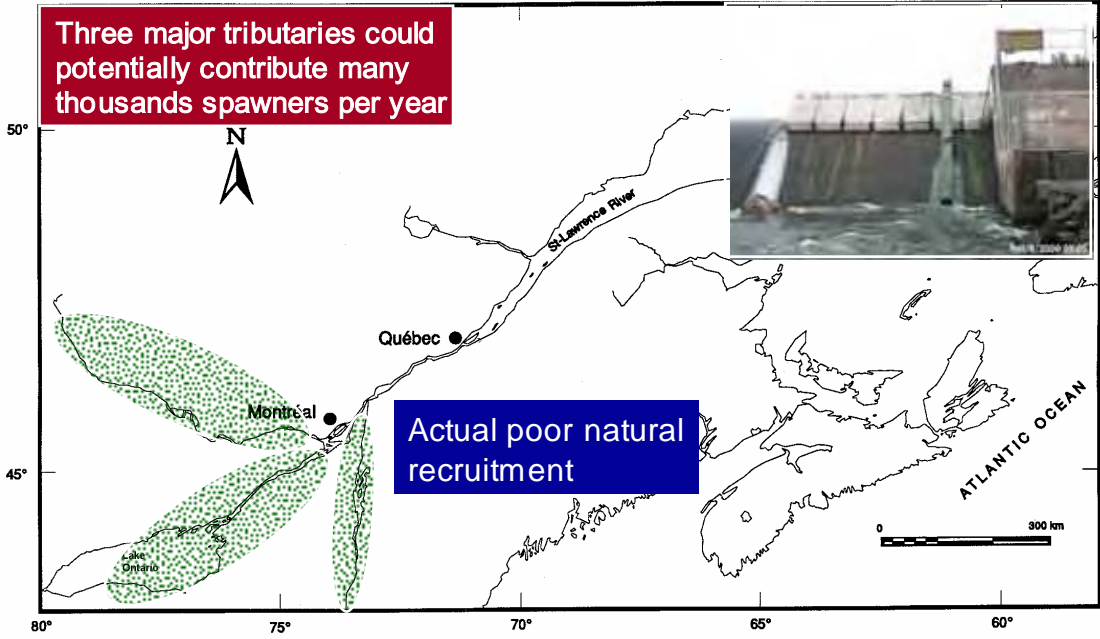 Three major tributaries could
potentially contribute many
thousands spawners per year
N
50°
St-Lawrence River
Québec
Montréal
Actual poor natural
recruitment
45°
ATLANTIC OCEAN
0 300 km
Lake
Ontario
80° 75° 70° 65° 60°